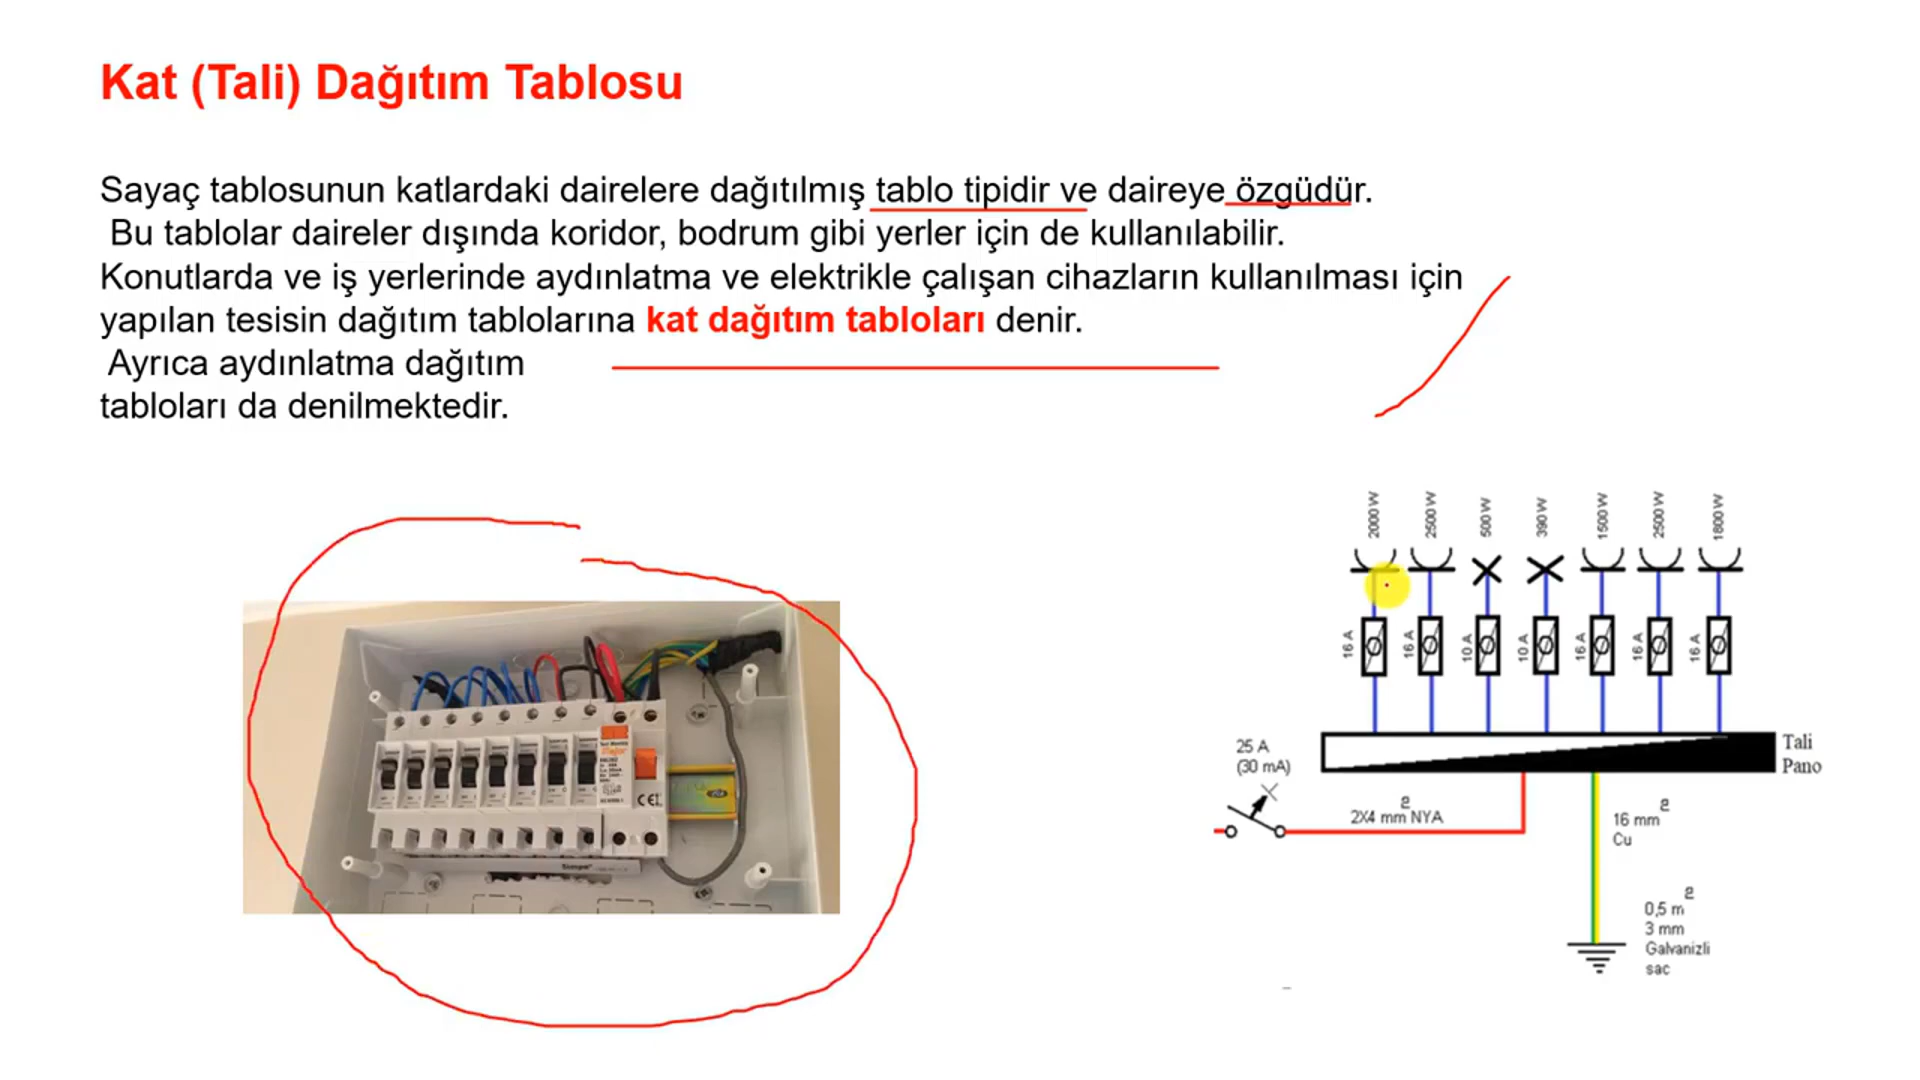 Kat (Tali) Dağıtım Tablosu
Sayaç tablosunun katlardaki dairelere dağıtılmış tablo tipidir ve daireye özgüdür.
Bu tablolar daireler dışında koridor, bodrum gibi yerler için de kullanılabilir.
Konutlarda ve iş yerlerinde aydınlatma ve elektrikle çalışan cihazların kullanılması için
yapılan tesisin dağıtım tablolarına kat dağıtım tabloları denir.
Ayrıca aydınlatma dağıtım
tabloları da denilmektedir.
2000 W
2500 W
500 W
390 W
1500 W
2500 W
1800 W
16 A
16 A
10 A
10 A
16 A
16 A
16 A
Tali
Pano
25 A
(30 mA)
2X4 mm² NYA
16 mm²
Cu
0,5 m²
3 mm
Galvanizli
sac
CE